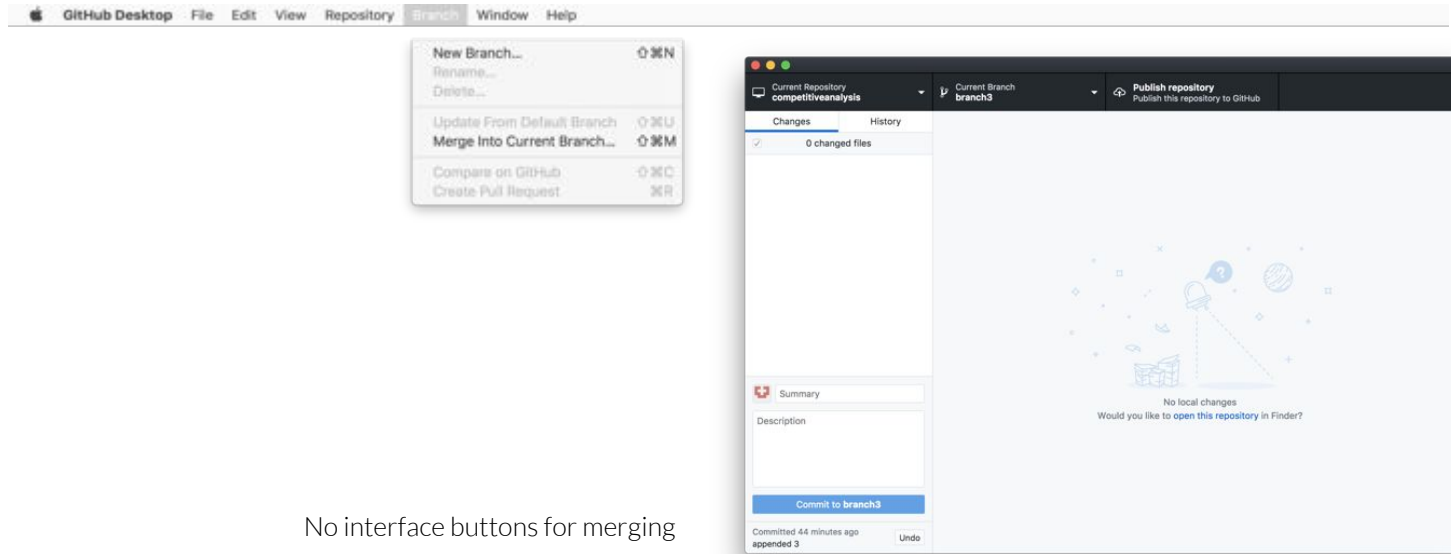 GitHub Desktop File Edit View Repository Branch Window Help
New Branch... ⇧⌘N
Rename...
Delete...
Update From Default Branch ⇧⌘U
Merge Into Current Branch... ⇧⌘M
Compare on GitHub ⇧⌘C
Create Pull Request ⌘R
Current Repository
competitiveanalysis
Current Branch
branch3
Publish repository
Publish this repository to GitHub
Changes History
0 changed files
Summary
Description
Commit to branch3
Committed 44 minutes ago
appended 3
Undo
No local changes
Would you like to open this repository in Finder?
No interface buttons for merging